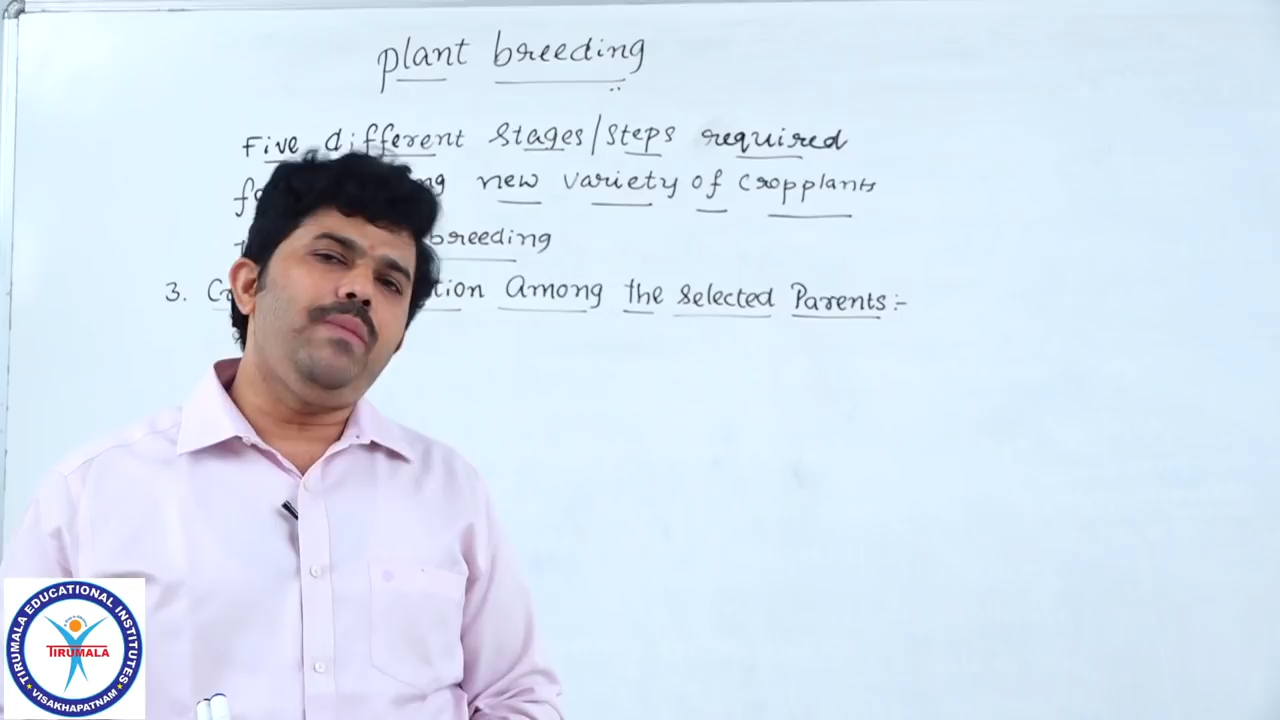 plant breeding
Five different stages/steps required
new variety of cropplants
breeding
3. Among the selected Parents:-
TIRUMALA EDUCATIONAL INSTITUTES
TIRUMALA
VISAKHAPATNAM